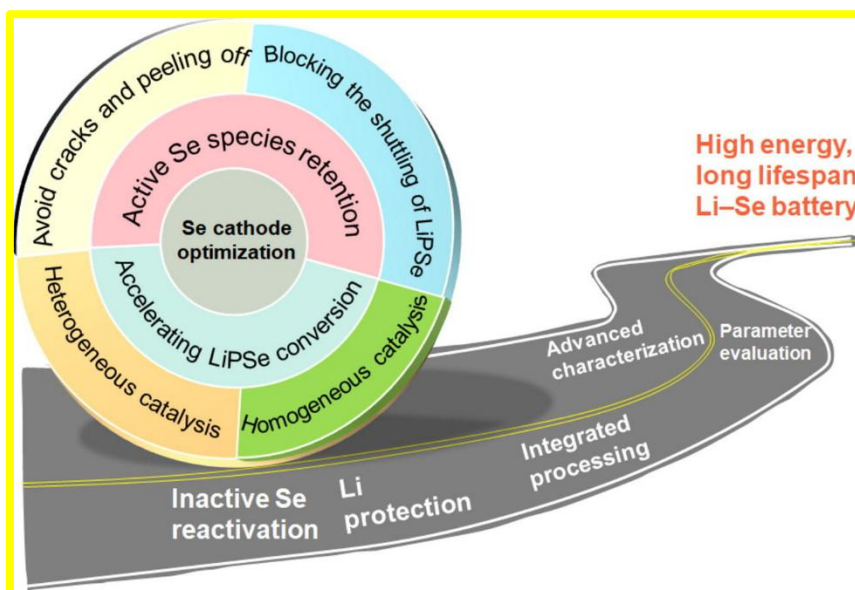 Avoid cracks and peeling off
Blocking the shuttling of LiPSe
Active Se species retention
Se cathode
optimization
Accelerating LiPSe conversion
Heterogeneous catalysis
Homogeneous catalysis
High energy,
long lifespan
Li–Se battery
Advanced
characterization
Parameter
evaluation
Integrated
processing
Li
protection
Inactive Se
reactivation